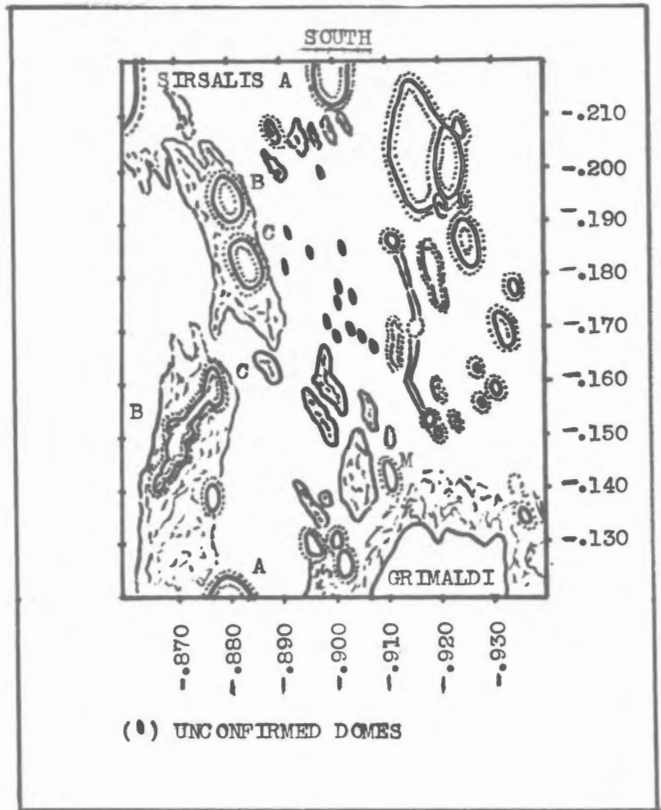 SOUTH
SIRSALIS A
-.210
-.200
B
-.190
C
-.180
-.170
C
-.160
B
-.150
M
-.140
-.130
A
GRIMALDI
-.870
-.880
-.890
-.900
-.910
-.920
-.930
() UNCONFIRMED DOMES